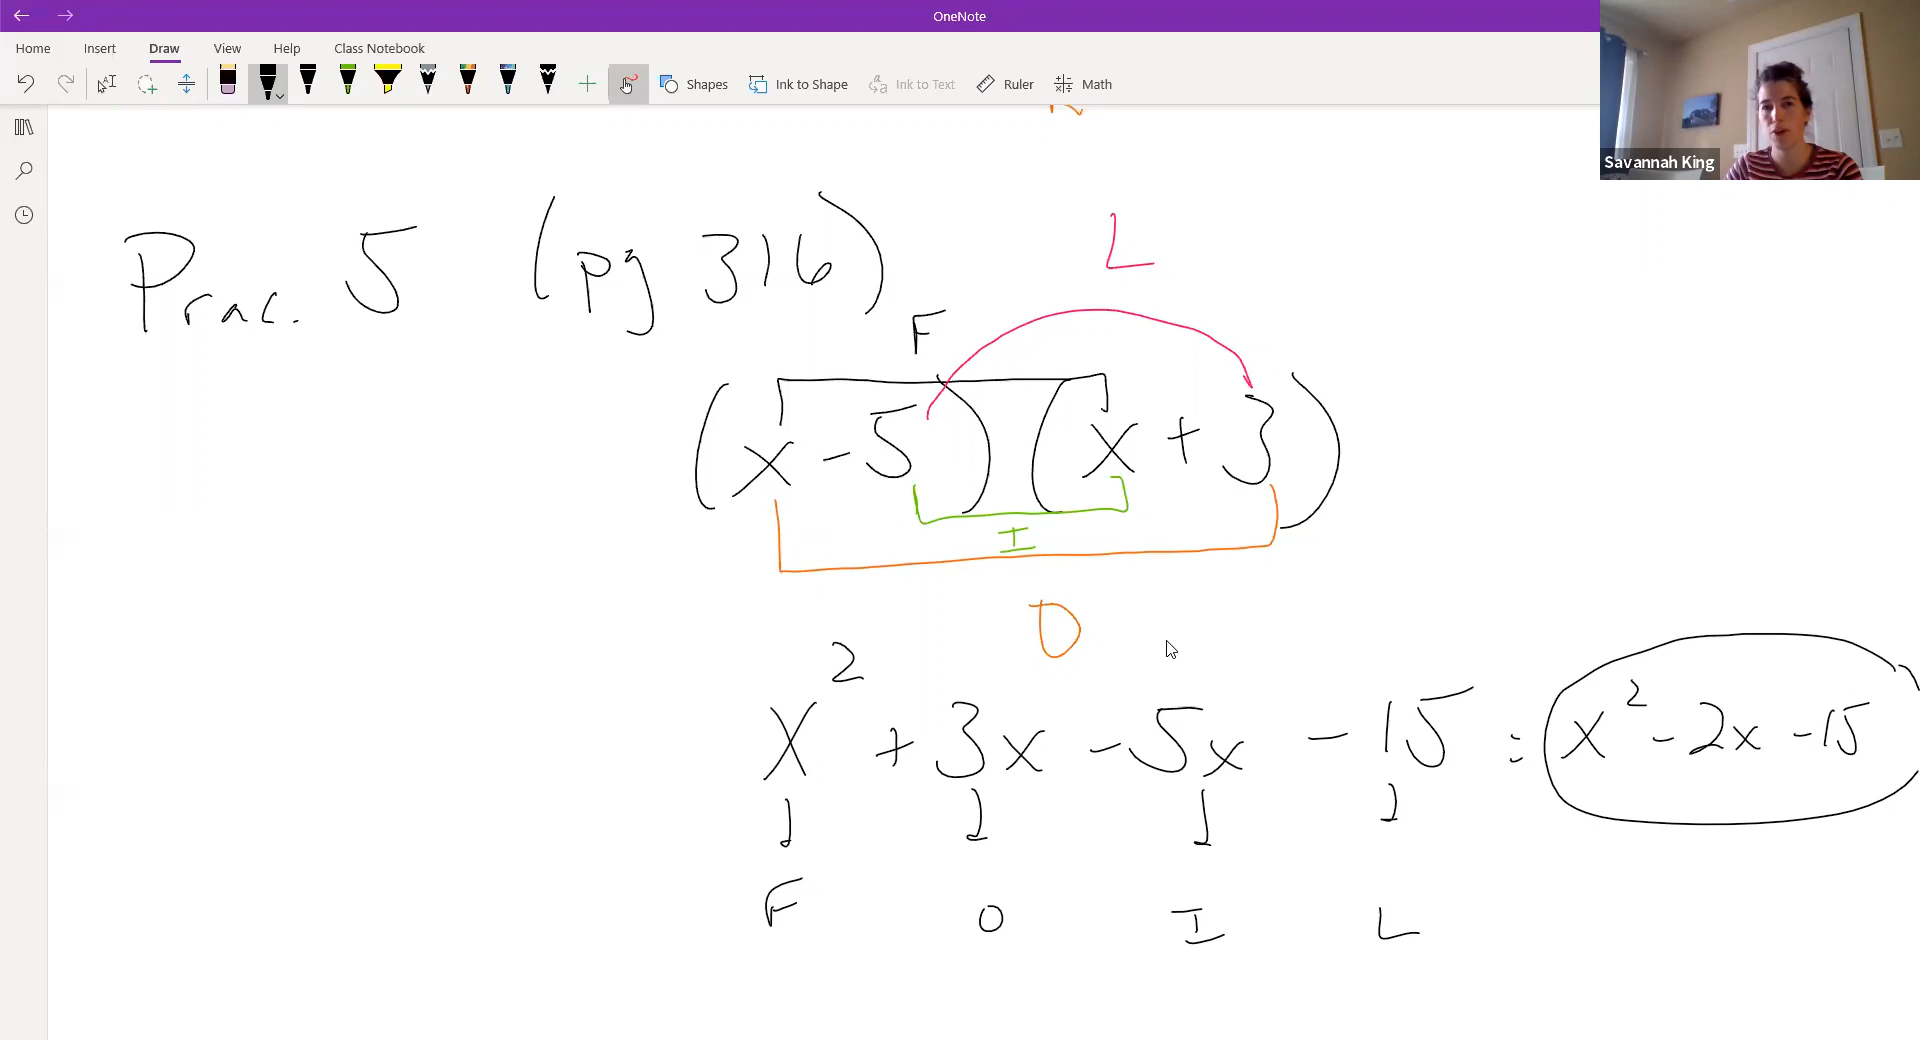 OneNote
Home Insert Draw View Help Class Notebook
Shapes Ink to Shape Ink to Text Ruler Math
Savannah King
Prac. 5 (pg 316)
L
F
(x - 5)(x + 3)
I
O
x² + 3x - 5x - 15 = x² - 2x - 15
F O I L